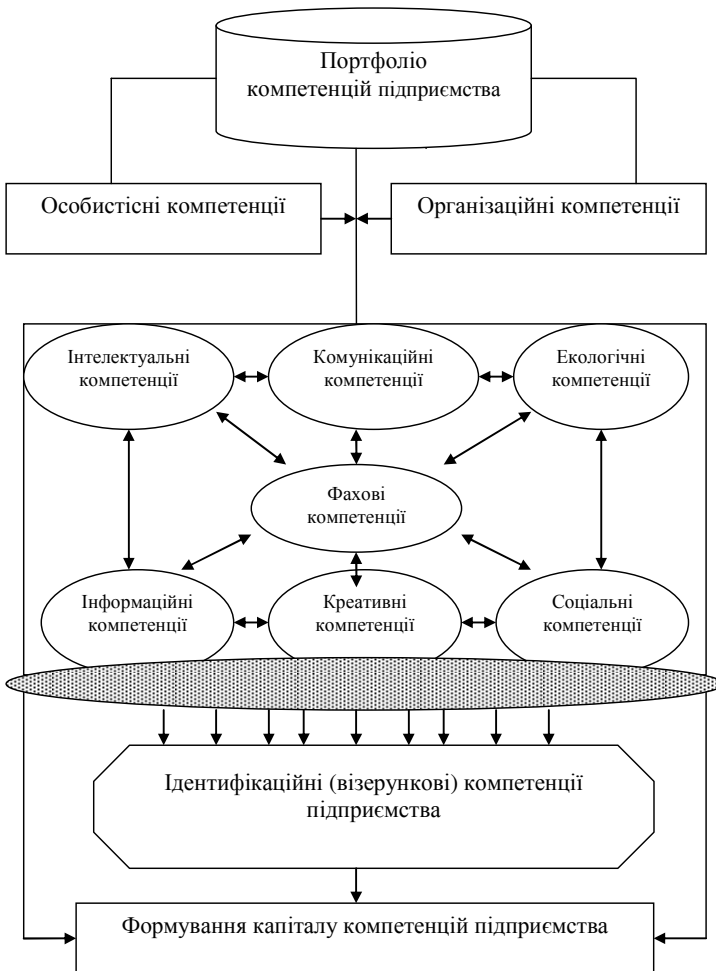 Портфоліо
компетенцій підприємства
Особистісні компетенції
Організаційні компетенції
Інтелектуальні
компетенції
Комунікаційні
компетенції
Екологічні
компетенції
Фахові
компетенції
Інформаційні
компетенції
Креативні
компетенції
Соціальні
компетенції
Ідентифікаційні (візерункові) компетенції
підприємства
Формування капіталу компетенцій підприємства